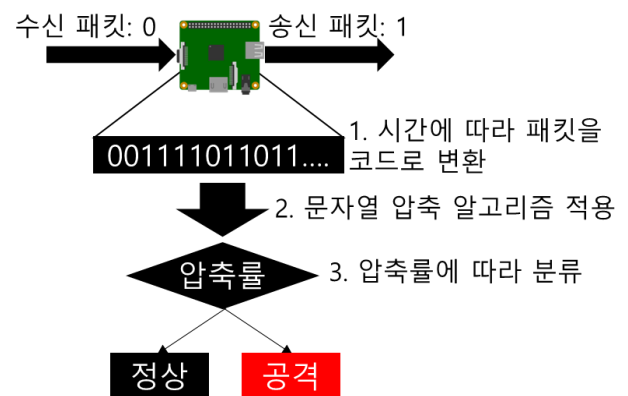 수신 패킷: 0
송신 패킷: 1
001111011011....
1. 시간에 따라 패킷을
코드로 변환
2. 문자열 압축 알고리즘 적용
압축률
3. 압축률에 따라 분류
정상
공격